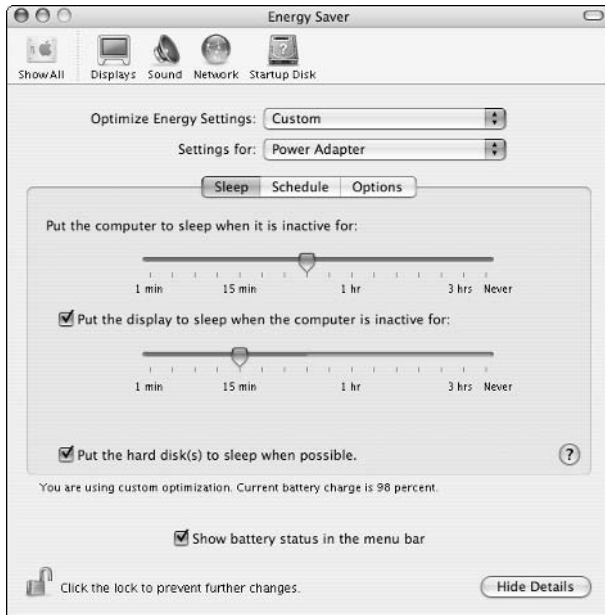 Energy Saver
Show All Displays Sound Network Startup Disk
Optimize Energy Settings: Custom
Settings for: Power Adapter
Sleep Schedule Options
Put the computer to sleep when it is inactive for:
1 min 15 min 1 hr 3 hrs Never
Put the display to sleep when the computer is inactive for:
1 min 15 min 1 hr 3 hrs Never
Put the hard disk(s) to sleep when possible. ?
You are using custom optimization. Current battery charge is 98 percent.
Show battery status in the menu bar
Click the lock to prevent further changes. Hide Details